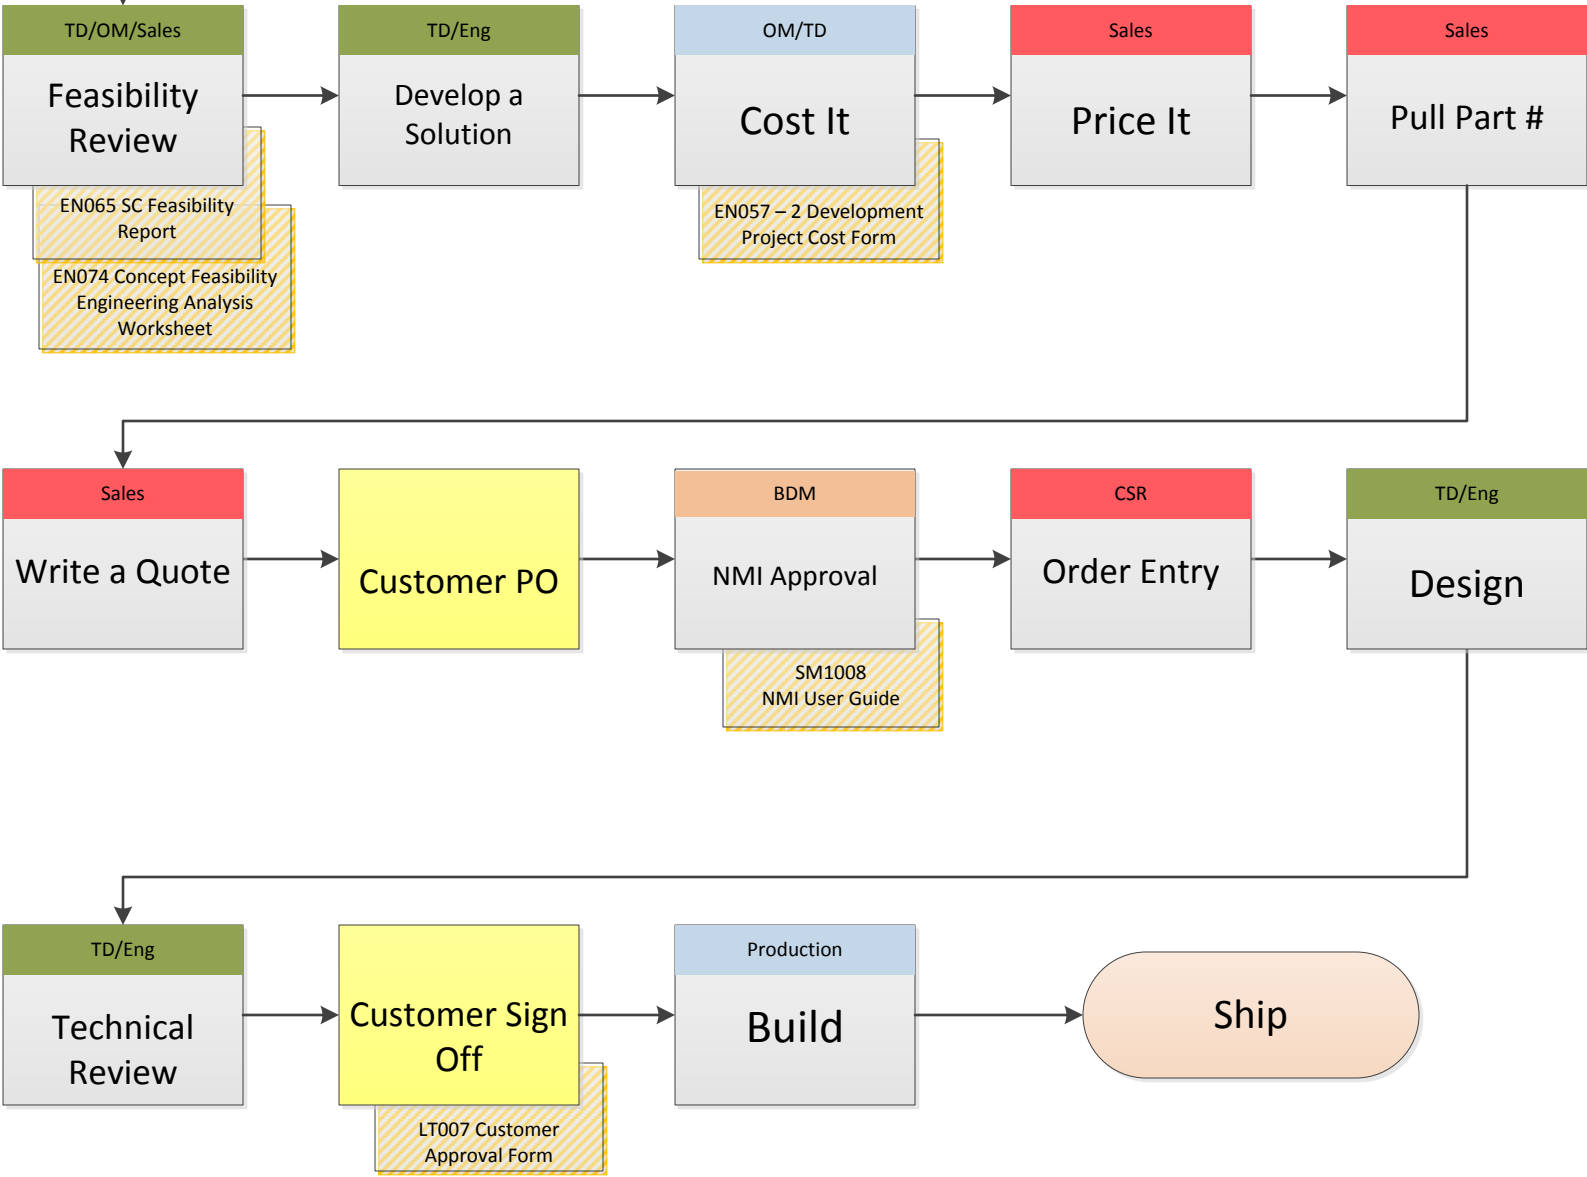 TD/OM/Sales
Feasibility
Review
EN065 SC Feasibility
Report
EN074 Concept Feasibility
Engineering Analysis
Worksheet
TD/Eng
Develop a
Solution
OM/TD
Cost It
EN057 – 2 Development
Project Cost Form
Sales
Price It
Sales
Pull Part #
Sales
Write a Quote
Customer PO
BDM
NMI Approval
SM1008
NMI User Guide
CSR
Order Entry
TD/Eng
Design
TD/Eng
Technical
Review
Customer Sign
Off
LT007 Customer
Approval Form
Production
Build
Ship